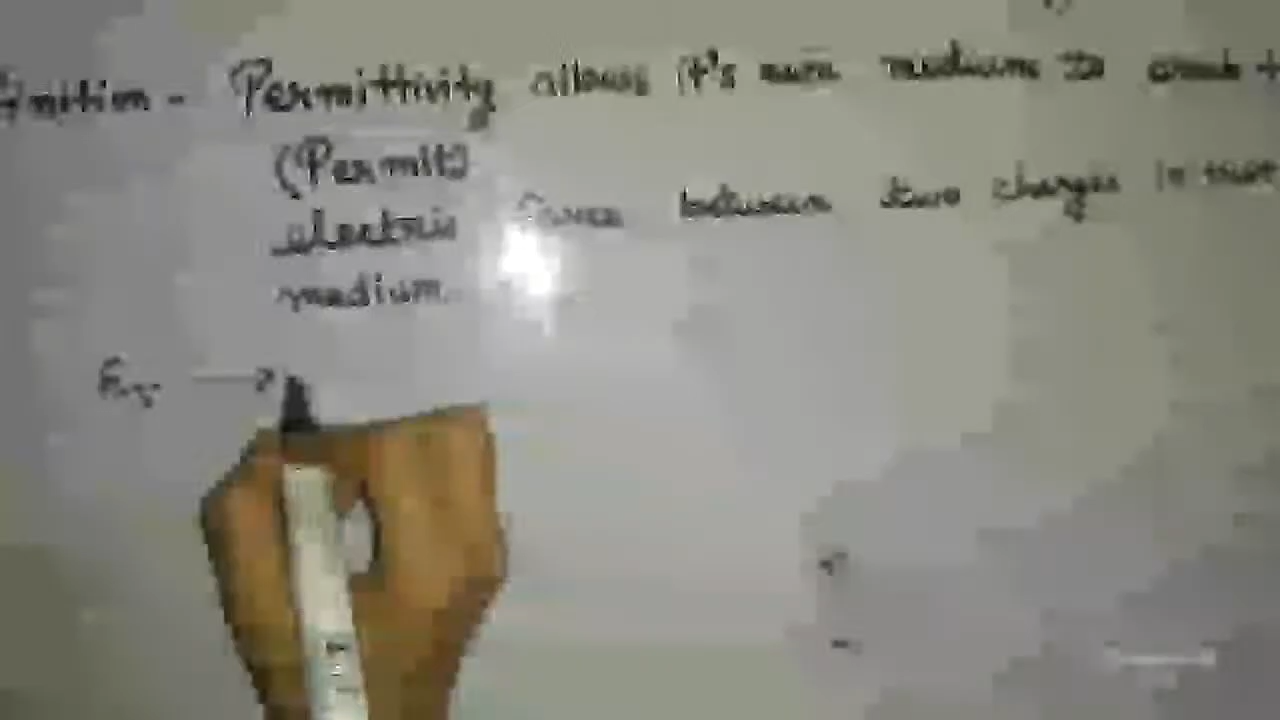 Permittivity allows it's own medium to
(Permit)
electric force between two charges in that
medium.